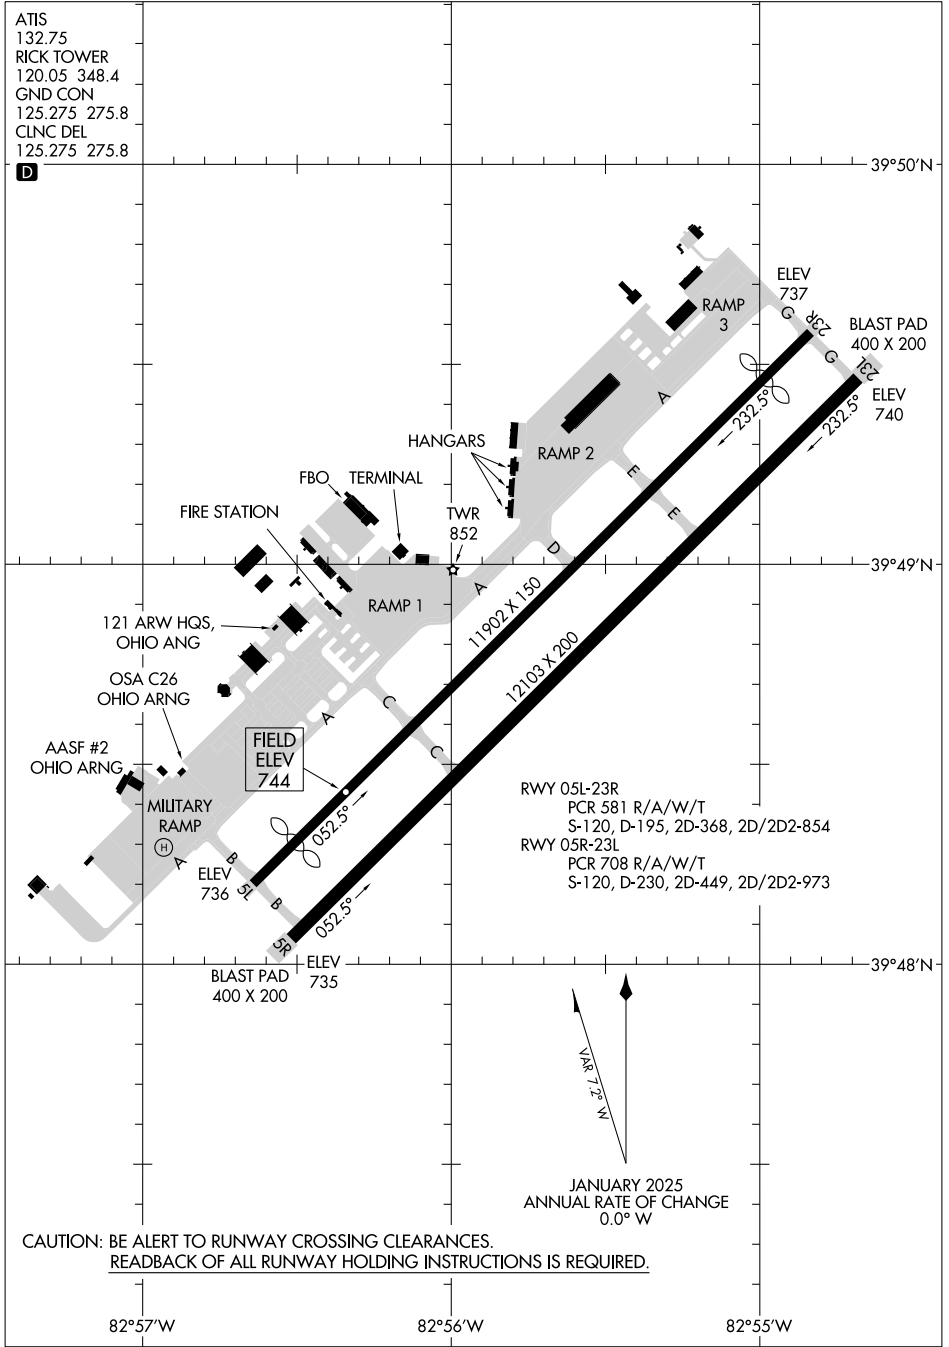 ATIS
132.75
RICK TOWER
120.05 348.4
GND CON
125.275 275.8
CLNC DEL
125.275 275.8
D
39°50'N
ELEV
737
RAMP
3
G
23R
BLAST PAD
400 X 200
G
23L
ELEV
740
A
232.5°
232.5°
HANGARS
RAMP 2
FBO
TERMINAL
E
E
FIRE STATION
TWR
852
D
39°49'N
A
RAMP 1
11902 X 150
121 ARW HQS,
OHIO ANG
12103 X 200
OSA C26
OHIO ARNG
C
A
C
AASF #2
OHIO ARNG
FIELD
ELEV
744
MILITARY
RAMP
H
A
B
052.5°
RWY 05L-23R
PCR 581 R/A/W/T
S-120, D-195, 2D-368, 2D/2D2-854
RWY 05R-23L
PCR 708 R/A/W/T
S-120, D-230, 2D-449, 2D/2D2-973
ELEV
736
5L
B
052.5°
5R
ELEV
735
BLAST PAD
400 X 200
39°48'N
VAR 7.2° W
JANUARY 2025
ANNUAL RATE OF CHANGE
0.0° W
CAUTION: BE ALERT TO RUNWAY CROSSING CLEARANCES.
READBACK OF ALL RUNWAY HOLDING INSTRUCTIONS IS REQUIRED.
82°57'W
82°56'W
82°55'W